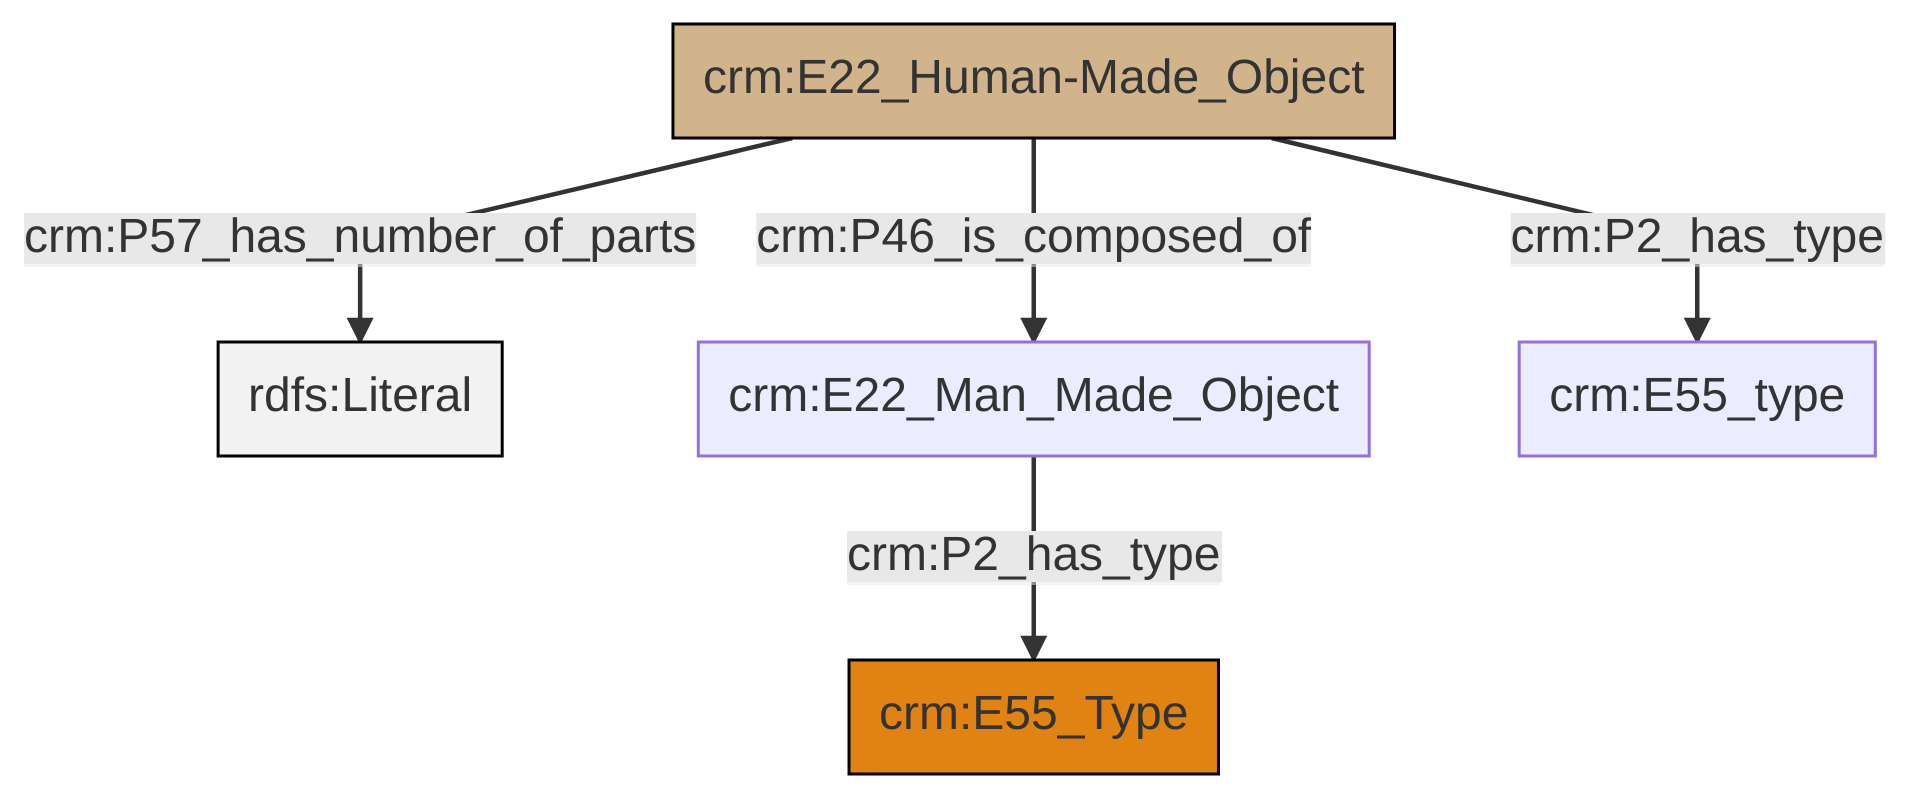 crm:E22_Human-Made_Object
crm:P57_has_number_of_parts
crm:P46_is_composed_of
crm:P2_has_type
rdfs:Literal
crm:E22_Man_Made_Object
crm:E55_type
crm:P2_has_type
crm:E55_Type